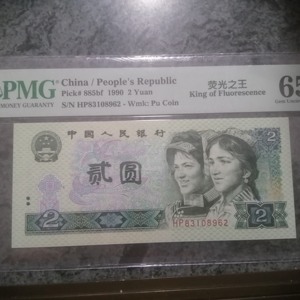 PMG China / People's Republic 荧光之王 65
MONEY GUARANTY Pick# 885bf 1990 2 Yuan King of Fluorescence
S/N HP83108962 - Wmk: Pu Coin
中国人民银行
贰圆
2 2
HP83108962